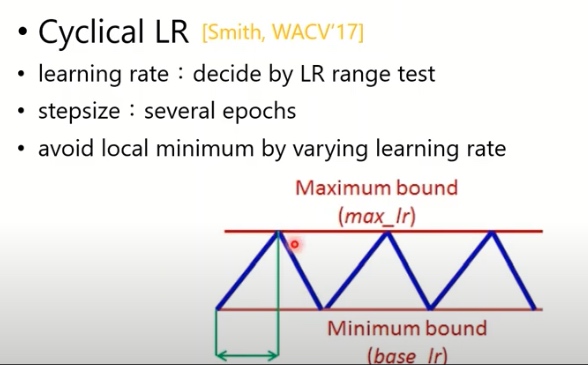 • Cyclical LR [Smith, WACV'17]
• learning rate：decide by LR range test
• stepsize：several epochs
• avoid local minimum by varying learning rate
Maximum bound
(max_lr)
Minimum bound
(base_lr)